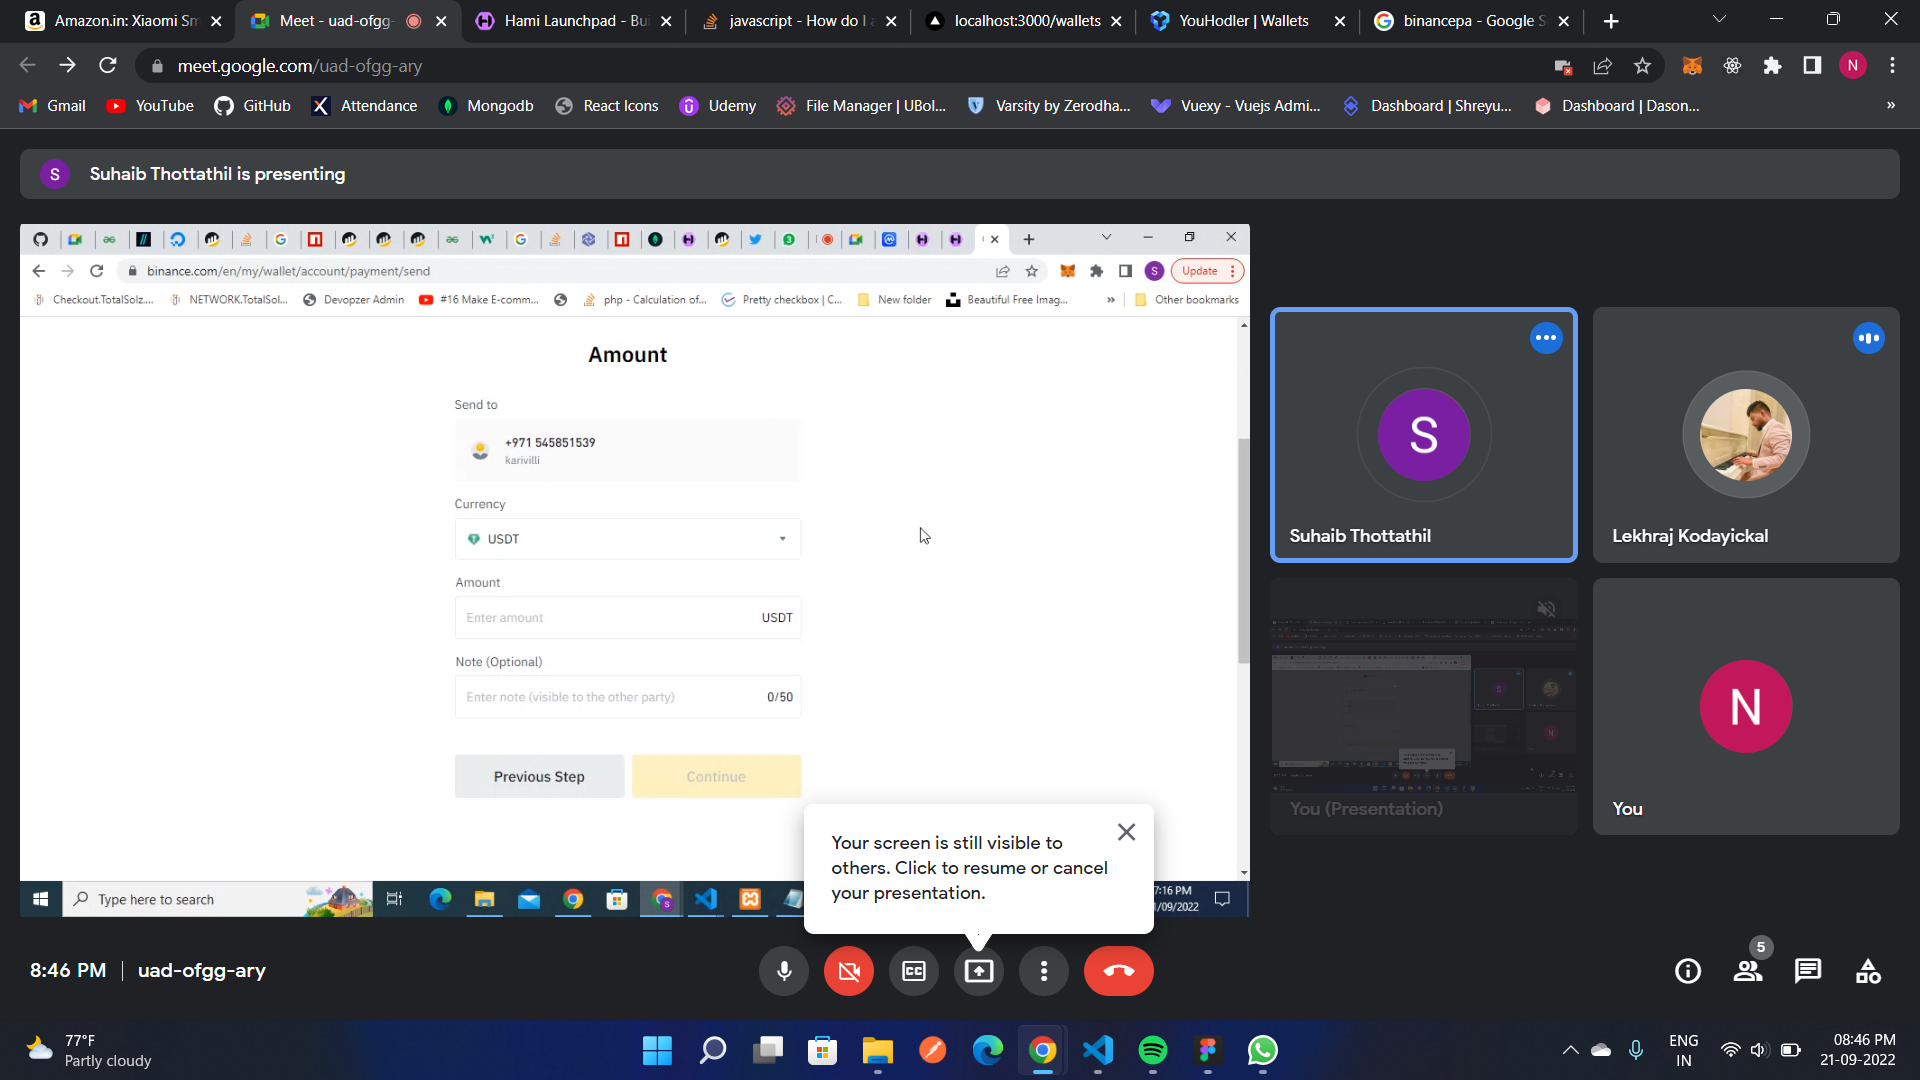 Amazon.in: Xiaomi Sm
Meet - uad-ofgg-
Hami Launchpad - Bui
javascript - How do I a
localhost:3000/wallets
YouHodler | Wallets
binancepa - Google S
meet.google.com/uad-ofgg-ary
N
Gmail
YouTube
GitHub
Attendance
Mongodb
React Icons
Udemy
File Manager | UBol...
Varsity by Zerodha...
Vuexy - Vuejs Admi...
Dashboard | Shreyu...
Dashboard | Dason...
»
S
Suhaib Thottathil is presenting
binance.com/en/my/wallet/account/payment/send
S
Update
Checkout.TotalSolz....
NETWORK.TotalSol...
Devopzer Admin
#16 Make E-comm...
php - Calculation of...
Pretty checkbox | C...
New folder
Beautiful Free Imag...
»
Other bookmarks
Amount
Send to
+971 545851539
karivilli
Currency
USDT
Amount
Enter amount
USDT
Note (Optional)
Enter note (visible to the other party)
0/50
Previous Step
Continue
Type here to search
7:16 PM
/09/2022
S
Suhaib Thottathil
Lekhraj Kodayickal
You (Presentation)
N
You
Your screen is still visible to
others. Click to resume or cancel
your presentation.
8:46 PM
uad-ofgg-ary
CC
5
77°F
Partly cloudy
ENG
IN
08:46 PM
21-09-2022